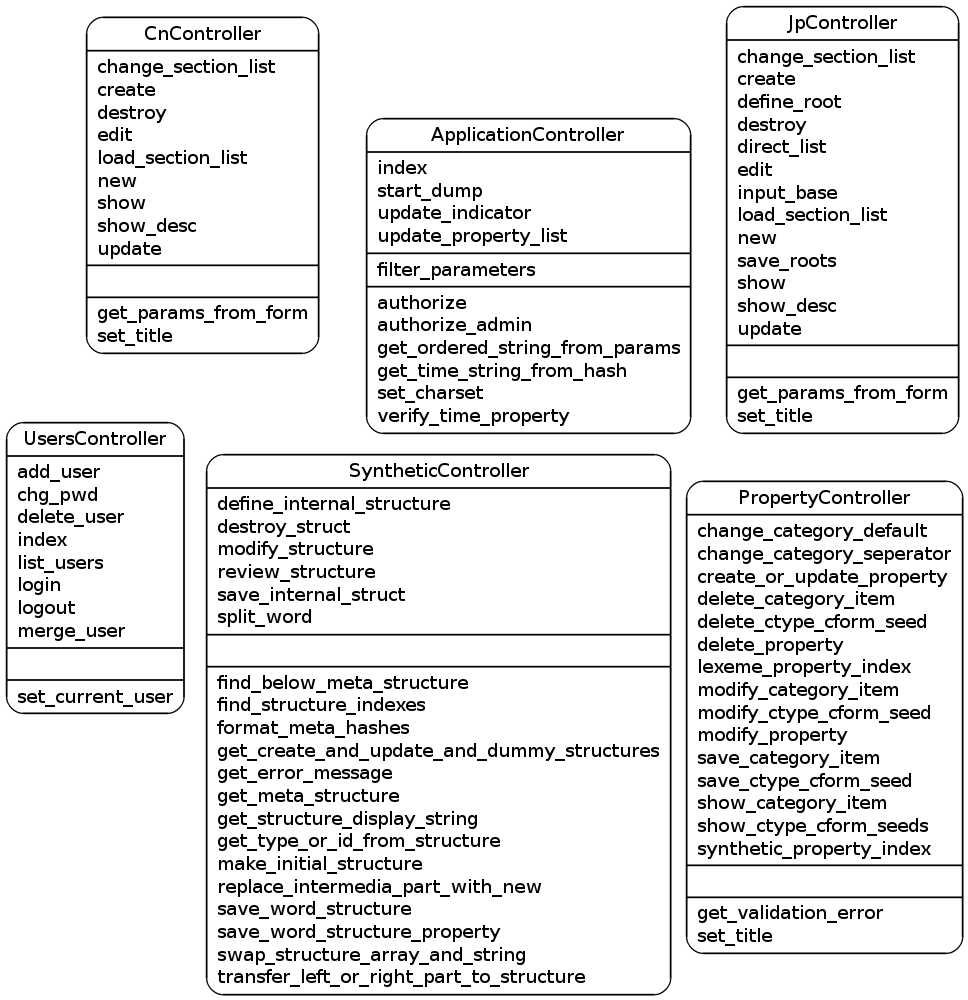 CnController
change_section_list
create
destroy
edit
load_section_list
new
show
show_desc
update
get_params_from_form
set_title
ApplicationController
index
start_dump
update_indicator
update_property_list
filter_parameters
authorize
authorize_admin
get_ordered_string_from_params
get_time_string_from_hash
set_charset
verify_time_property
JpController
change_section_list
create
define_root
destroy
direct_list
edit
input_base
load_section_list
new
save_roots
show
show_desc
update
get_params_from_form
set_title
UsersController
add_user
chg_pwd
delete_user
index
list_users
login
logout
merge_user
set_current_user
SyntheticController
define_internal_structure
destroy_struct
modify_structure
review_structure
save_internal_struct
split_word
find_below_meta_structure
find_structure_indexes
format_meta_hashes
get_create_and_update_and_dummy_structures
get_error_message
get_meta_structure
get_structure_display_string
get_type_or_id_from_structure
make_initial_structure
replace_intermedia_part_with_new
save_word_structure
save_word_structure_property
swap_structure_array_and_string
transfer_left_or_right_part_to_structure
PropertyController
change_category_default
change_category_seperator
create_or_update_property
delete_category_item
delete_ctype_cform_seed
delete_property
lexeme_property_index
modify_category_item
modify_ctype_cform_seed
modify_property
save_category_item
save_ctype_cform_seed
show_category_item
show_ctype_cform_seeds
synthetic_property_index
get_validation_error
set_title